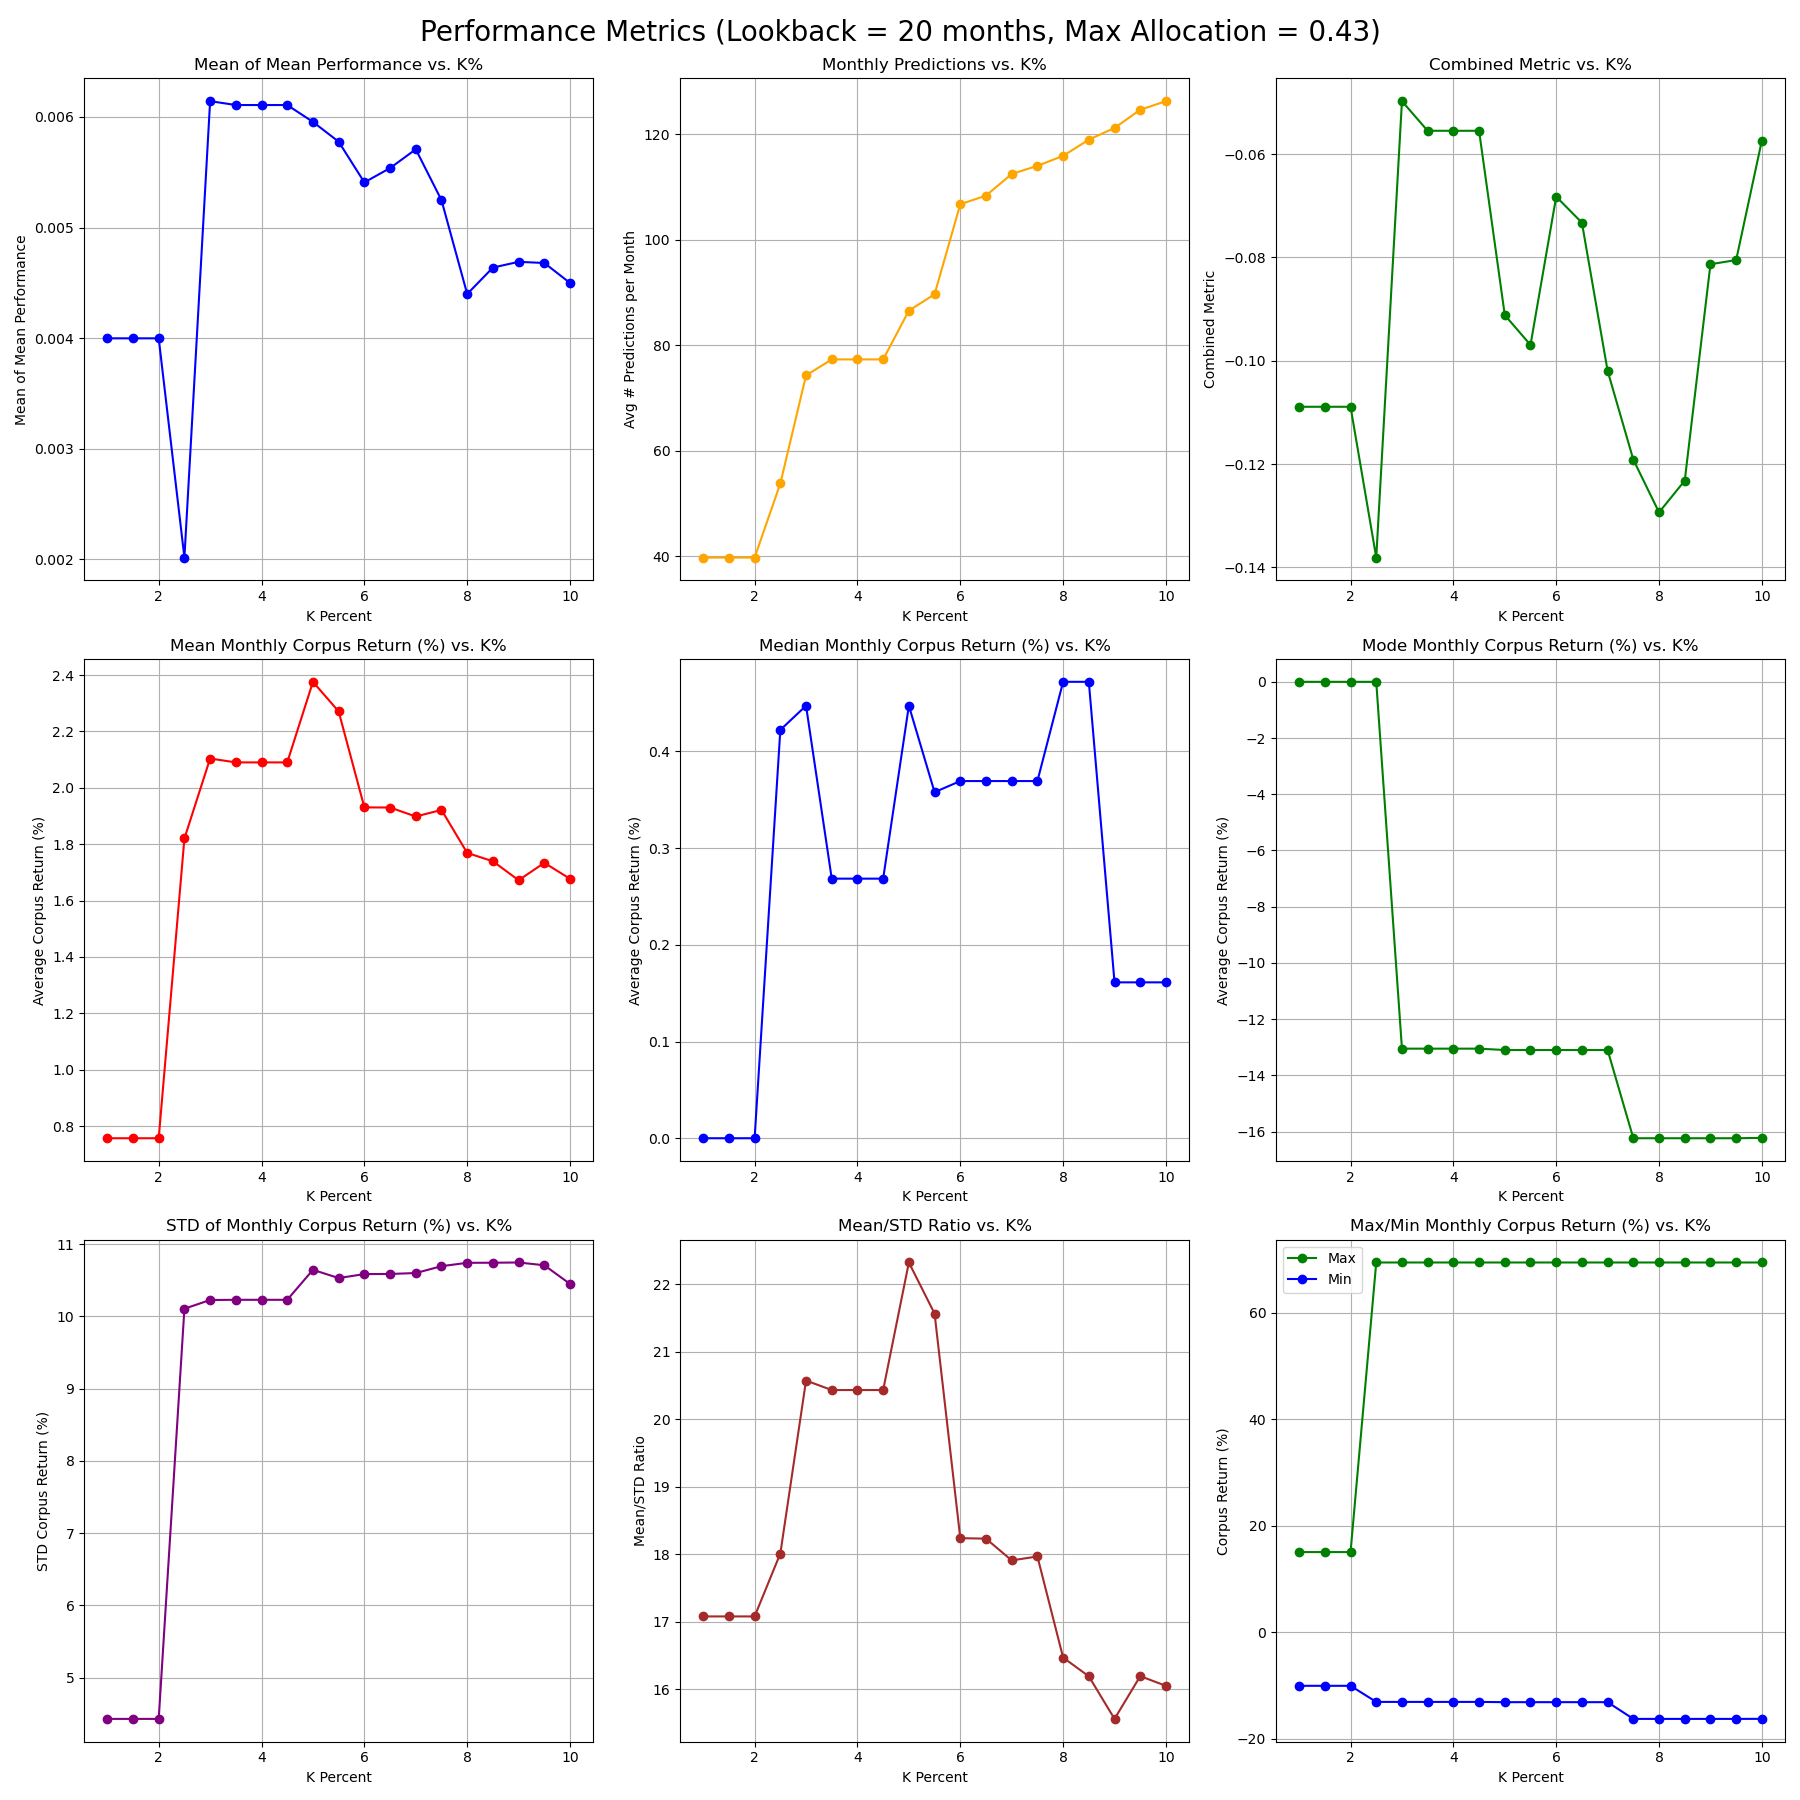 Performance Metrics (Lookback = 20 months, Max Allocation = 0.43)
Mean of Mean Performance vs. K%
Mean of Mean Performance
0.006
0.005
0.004
0.003
0.002
2 4 6 8 10
K Percent
Monthly Predictions vs. K%
Avg # Predictions per Month
120
100
80
60
40
2 4 6 8 10
K Percent
Combined Metric vs. K%
Combined Metric
−0.06
−0.08
−0.10
−0.12
−0.14
2 4 6 8 10
K Percent
Mean Monthly Corpus Return (%) vs. K%
Average Corpus Return (%)
2.4
2.2
2.0
1.8
1.6
1.4
1.2
1.0
0.8
2 4 6 8 10
K Percent
Median Monthly Corpus Return (%) vs. K%
Average Corpus Return (%)
0.4
0.3
0.2
0.1
0.0
2 4 6 8 10
K Percent
Mode Monthly Corpus Return (%) vs. K%
Average Corpus Return (%)
0
−2
−4
−6
−8
−10
−12
−14
−16
2 4 6 8 10
K Percent
STD of Monthly Corpus Return (%) vs. K%
STD Corpus Return (%)
11
10
9
8
7
6
5
2 4 6 8 10
K Percent
Mean/STD Ratio vs. K%
Mean/STD Ratio
22
21
20
19
18
17
16
2 4 6 8 10
K Percent
Max/Min Monthly Corpus Return (%) vs. K%
Corpus Return (%)
Max
Min
60
40
20
0
−20
2 4 6 8 10
K Percent